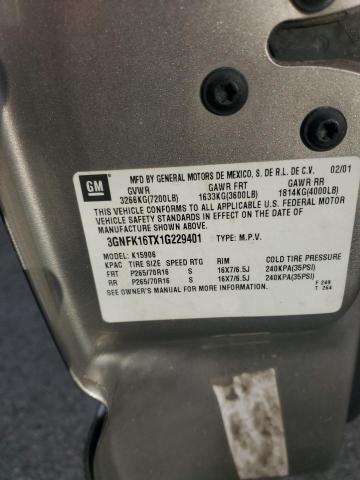 GM
MFD BY GENERAL MOTORS DE MEXICO, S. DE R.L. DE C.V. 02/01
GVWR GAWR FRT GAWR RR
3266KG(7200LB) 1633KG(3600LB) 1814KG(4000LB)
THIS VEHICLE CONFORMS TO ALL APPLICABLE U.S. FEDERAL MOTOR
VEHICLE SAFETY STANDARDS IN EFFECT ON THE DATE OF
MANUFACTURE SHOWN ABOVE.
3GNFK16TX1G229401 TYPE: M.P.V.
MODEL: K15906
KPAC TIRE SIZE SPEED RTG RIM COLD TIRE PRESSURE
FRT P265/70R16 S 16X7/6.5J 240KPA(35PSI)
RR P265/70R16 S 16X7/6.5J 240KPA(35PSI)
SEE OWNER'S MANUAL FOR MORE INFORMATION
F 249
T 264